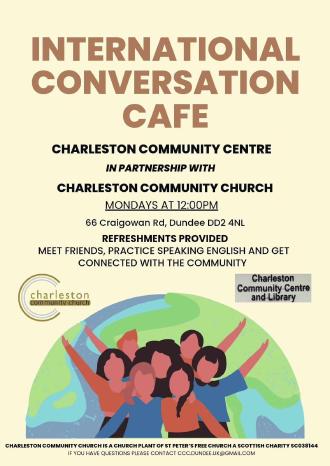 INTERNATIONAL
CONVERSATION
CAFE
CHARLESTON COMMUNITY CENTRE
IN PARTNERSHIP WITH
CHARLESTON COMMUNITY CHURCH
MONDAYS AT 12:00PM
66 Craigowan Rd, Dundee DD2 4NL
REFRESHMENTS PROVIDED
MEET FRIENDS, PRACTICE SPEAKING ENGLISH AND GET
CONNECTED WITH THE COMMUNITY
charleston
community church
Charleston
Community Centre
and Library
CHARLESTON COMMUNITY CHURCH IS A CHURCH PLANT OF ST PETER'S FREE CHURCH A SCOTTISH CHARITY SC038144
IF YOU HAVE QUESTIONS PLEASE CONTACT CCC.DUNDEE.UK@GMAIL.COM